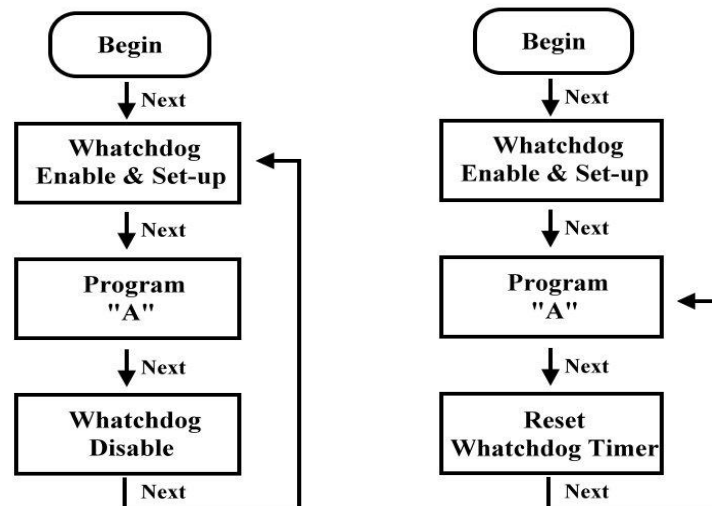 Begin
Next
Whatchdog
Enable & Set-up
Next
Program
"A"
Next
Whatchdog
Disable
Next
Begin
Next
Whatchdog
Enable & Set-up
Next
Program
"A"
Next
Reset
Whatchdog Timer
Next